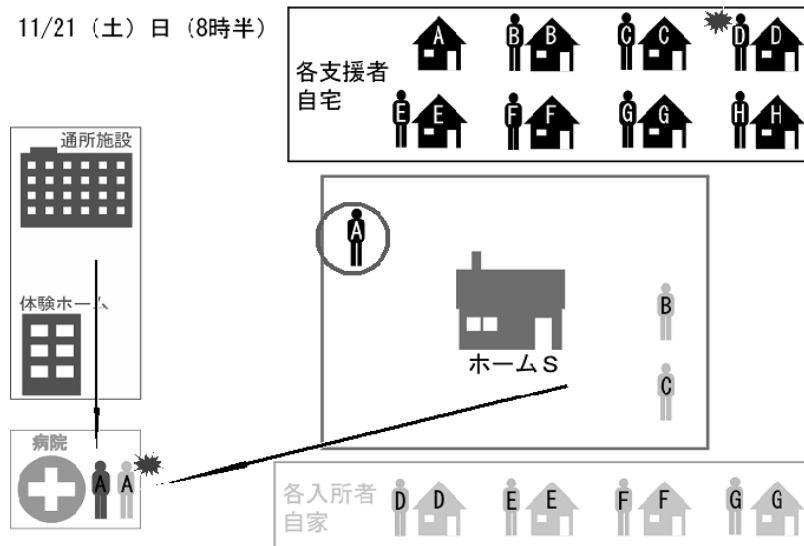 11/21（土）日（8時半）
各支援者
自宅
A
B B
C C
D D
E E
F F
G G
H H
通所施設
体験ホーム
A
B
C
ホームS
病院
A A
各入所者
自家
D D
E E
F F
G G